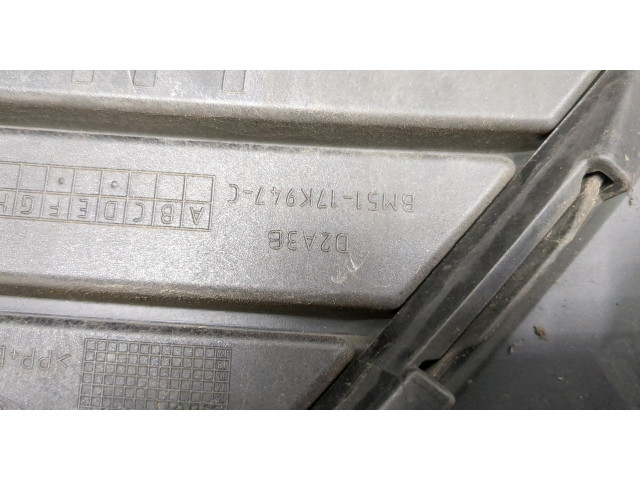 BM51-17K947-C
D2A3B
A B C D E F G H
>PP+E